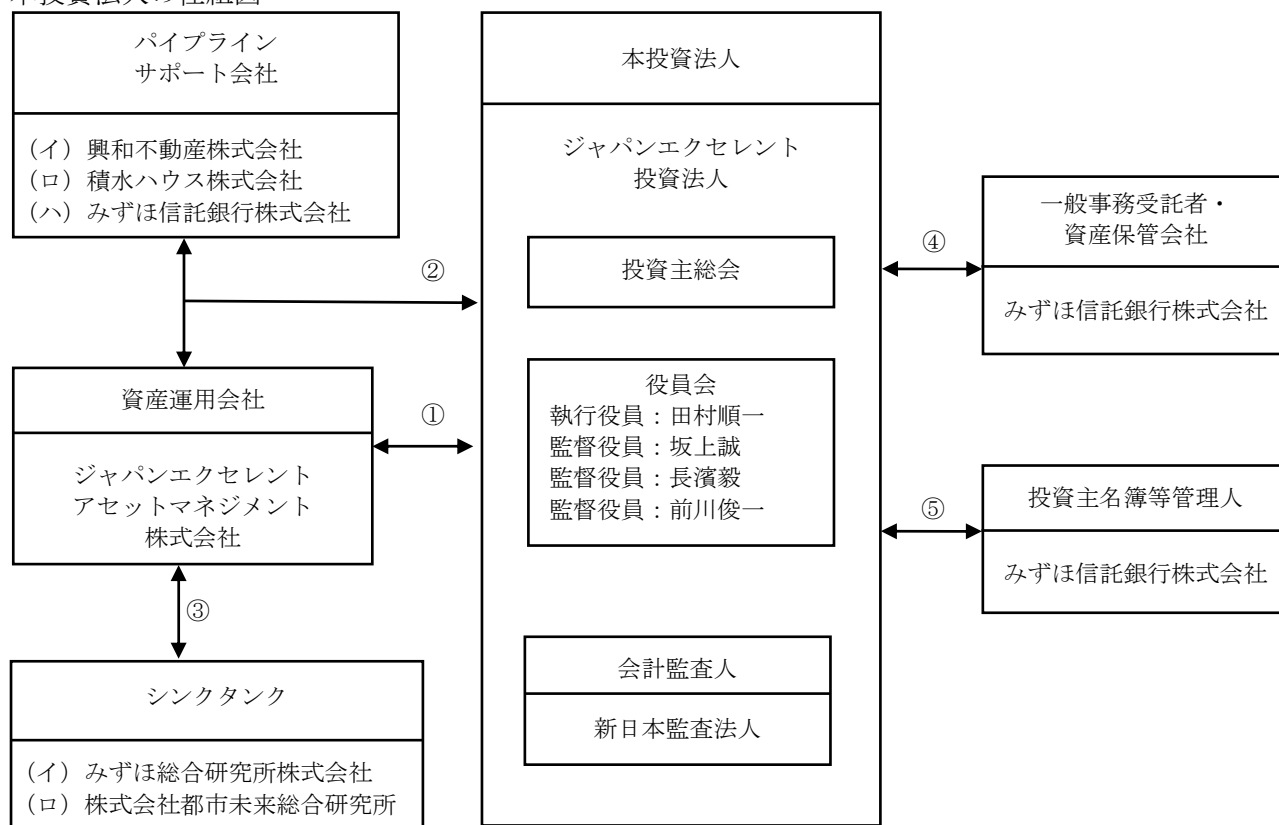 本投資法人の仕組図
パイプライン
サポート会社
(イ) 興和不動産株式会社
(ロ) 積水ハウス株式会社
(ハ) みずほ信託銀行株式会社
②
資産運用会社
ジャパンエクセレント
アセットマネジメント
株式会社
①
③
シンクタンク
(イ) みずほ総合研究所株式会社
(ロ) 株式会社都市未来総合研究所
本投資法人
ジャパンエクセレント
投資法人
投資主総会
役員会
執行役員:田村順一
監督役員:坂上誠
監督役員:長濱毅
監督役員:前川俊一
会計監査人
新日本監査法人
④
一般事務受託者・
資産保管会社
みずほ信託銀行株式会社
⑤
投資主名簿等管理人
みずほ信託銀行株式会社